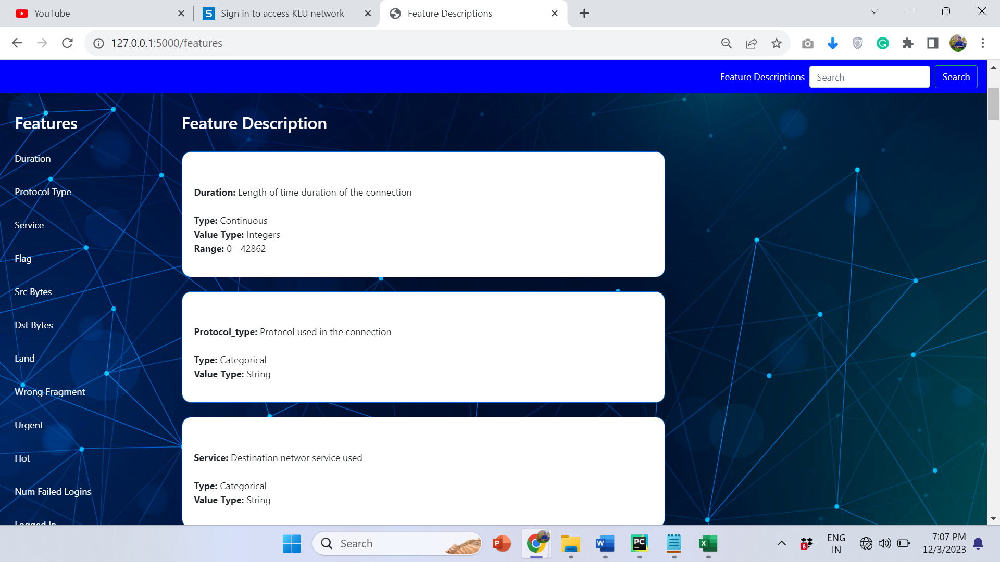 YouTube
Sign in to access KLU network
Feature Descriptions
127.0.0.1:5000/features
Feature Descriptions
Search
Search
Features
Duration
Protocol Type
Service
Flag
Src Bytes
Dst Bytes
Land
Wrong Fragment
Urgent
Hot
Num Failed Logins
Logged In
Feature Description
Duration: Length of time duration of the connection
Type: Continuous
Value Type: Integers
Range: 0 - 42862
Protocol_type: Protocol used in the connection
Type: Categorical
Value Type: String
Service: Destination networ service used
Type: Categorical
Value Type: String
Search
ENG
IN
7:07 PM
12/3/2023